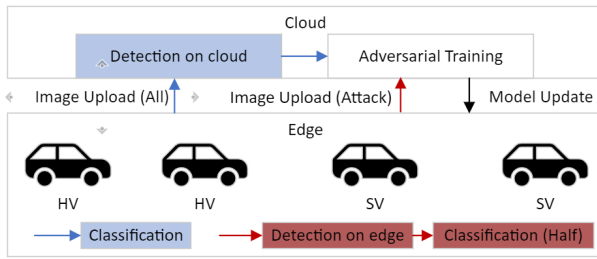 Cloud
Detection on cloud
Adversarial Training
Image Upload (All)
Image Upload (Attack)
Model Update
Edge
HV
HV
SV
SV
Classification
Detection on edge
Classification (Half)